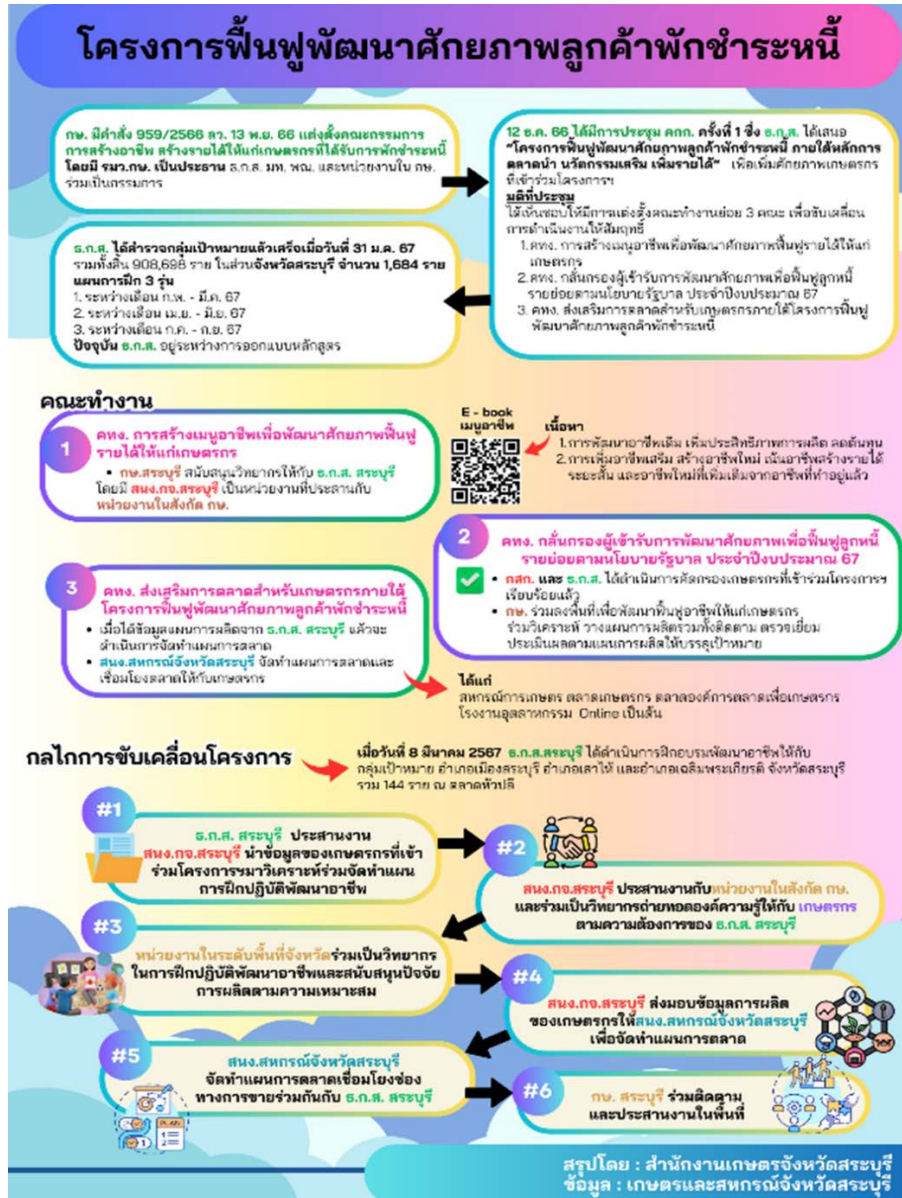 โครงการฟื้นฟูพัฒนาศักยภาพลูกค้าพักชำระหนี้
กษ. มีคำสั่ง 959/2566 ลว. 13 พ.ย. 66 แต่งตั้งคณะกรรมการ
การสร้างอาชีพ สร้างรายได้ให้แก่เกษตรกรที่ได้รับการพักชำระหนี้
โดยมี รมว.กษ. เป็นประธาน ธ.ก.ส. มท. พณ. และหน่วยงานใน กษ.
ร่วมเป็นกรรมการ
12 ธ.ค. 66 ได้มีการประชุม คกก. ครั้งที่ 1 ซึ่ง ธ.ก.ส. ได้เสนอ
“โครงการฟื้นฟูพัฒนาศักยภาพลูกค้าพักชำระหนี้ ภายใต้หลักการ
ตลาดนำ นวัตกรรมเสริม เพิ่มรายได้” เพื่อเพิ่มศักยภาพเกษตรกร
ที่เข้าร่วมโครงการฯ
มติที่ประชุม
ได้เห็นชอบให้มีการแต่งตั้งคณะทำงานย่อย 3 คณะ เพื่อขับเคลื่อน
การดำเนินงานให้สัมฤทธิ์
1. คทง. การสร้างเมนูอาชีพเพื่อพัฒนาศักยภาพฟื้นฟูรายได้ให้แก่
เกษตรกร
2. คทง. กลั่นกรองผู้เข้ารับการพัฒนาศักยภาพเพื่อฟื้นฟูลูกหนี้
รายย่อยตามนโยบายรัฐบาล ประจำปีงบประมาณ 67
3. คทง. ส่งเสริมการตลาดสำหรับเกษตรกรภายใต้โครงการฟื้นฟู
พัฒนาศักยภาพลูกค้าพักชำระหนี้
ธ.ก.ส. ได้สำรวจกลุ่มเป้าหมายแล้วเสร็จเมื่อวันที่ 31 ม.ค. 67
รวมทั้งสิ้น 908,698 ราย ในส่วนจังหวัดสระบุรี จำนวน 1,684 ราย
แผนการฝึก 3 รุ่น
1. ระหว่างเดือน ก.พ. - มี.ค. 67
2. ระหว่างเดือน เม.ย. - มิ.ย. 67
3. ระหว่างเดือน ก.ค. - ก.ย. 67
ปัจจุบัน ธ.ก.ส. อยู่ระหว่างการออกแบบหลักสูตร
คณะทำงาน
1
คทง. การสร้างเมนูอาชีพเพื่อพัฒนาศักยภาพฟื้นฟู
รายได้ให้แก่เกษตรกร
• กษ.สระบุรี สนับสนุนวิทยากรให้กับ ธ.ก.ส. สระบุรี
โดยมี สนง.กจ.สระบุรี เป็นหน่วยงานที่ประสานกับ
หน่วยงานในสังกัด กษ.
E - book
เมนูอาชีพ
เนื้อหา
1. การพัฒนาอาชีพเดิม เพิ่มประสิทธิภาพการผลิต ลดต้นทุน
2. การเพิ่มอาชีพเสริม สร้างอาชีพใหม่ เน้นอาชีพสร้างรายได้
ระยะสั้น และอาชีพใหม่ที่เพิ่มเติมจากอาชีพที่ทำอยู่แล้ว
2
คทง. กลั่นกรองผู้เข้ารับการพัฒนาศักยภาพเพื่อฟื้นฟูลูกหนี้
รายย่อยตามนโยบายรัฐบาล ประจำปีงบประมาณ 67
• กสก. และ ธ.ก.ส. ได้ดำเนินการคัดกรองเกษตรกรที่เข้าร่วมโครงการฯ
เรียบร้อยแล้ว
• กษ. ร่วมลงพื้นที่เพื่อพัฒนาฟื้นฟูอาชีพให้แก่เกษตรกร
ร่วมวิเคราะห์ วางแผนการผลิตรวมทั้งติดตาม ตรวจเยี่ยม
ประเมินผลตามแผนการผลิตให้บรรลุเป้าหมาย
3
คทง. ส่งเสริมการตลาดสำหรับเกษตรกรภายใต้
โครงการฟื้นฟูพัฒนาศักยภาพลูกค้าพักชำระหนี้
• เมื่อได้ข้อมูลแผนการผลิตจาก ธ.ก.ส. สระบุรี แล้วจะ
ดำเนินการจัดทำแผนการตลาด
• สนง.สหกรณ์จังหวัดสระบุรี จัดทำแผนการตลาดและ
เชื่อมโยงตลาดให้กับเกษตรกร
ได้แก่
สหกรณ์การเกษตร ตลาดเกษตรกร ตลาดองค์การตลาดเพื่อเกษตรกร
โรงงานอุตสาหกรรม Online เป็นต้น
กลไกการขับเคลื่อนโครงการ
เมื่อวันที่ 8 มีนาคม 2567 ธ.ก.ส.สระบุรี ได้ดำเนินการฝึกอบรมพัฒนาอาชีพให้กับ
กลุ่มเป้าหมาย อำเภอเมืองสระบุรี อำเภอเสาไห้ และอำเภอเฉลิมพระเกียรติ จังหวัดสระบุรี
รวม 144 ราย ณ ตลาดหัวปลี
#1
ธ.ก.ส. สระบุรี ประสานงาน
สนง.กจ.สระบุรี นำข้อมูลของเกษตรกรที่เข้า
ร่วมโครงการฯมาวิเคราะห์ร่วมจัดทำแผน
การฝึกปฏิบัติพัฒนาอาชีพ
#2
สนง.กจ.สระบุรี ประสานงานกับหน่วยงานในสังกัด กษ.
และร่วมเป็นวิทยากรถ่ายทอดองค์ความรู้ให้กับ เกษตรกร
ตามความต้องการของ ธ.ก.ส. สระบุรี
#3
หน่วยงานในระดับพื้นที่จังหวัดร่วมเป็นวิทยากร
ในการฝึกปฏิบัติพัฒนาอาชีพและสนับสนุนปัจจัย
การผลิตตามความเหมาะสม
#4
สนง.กจ.สระบุรี ส่งมอบข้อมูลการผลิต
ของเกษตรกรให้สนง.สหกรณ์จังหวัดสระบุรี
เพื่อจัดทำแผนการตลาด
#5
สนง.สหกรณ์จังหวัดสระบุรี
จัดทำแผนการตลาดเชื่อมโยงช่อง
ทางการขายร่วมกันกับ ธ.ก.ส. สระบุรี
#6
กษ. สระบุรี ร่วมติดตาม
และประสานงานในพื้นที่
สรุปโดย : สำนักงานเกษตรจังหวัดสระบุรี
ข้อมูล : เกษตรและสหกรณ์จังหวัดสระบุรี